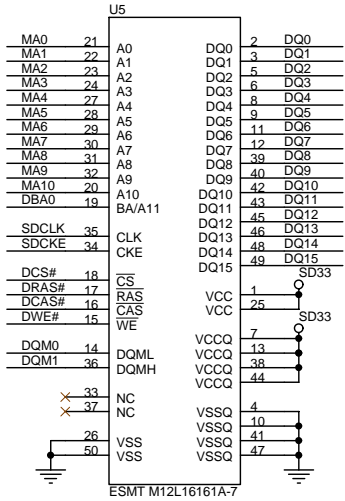 U5
MA0 21 A0 DQ0 2 DQ0
MA1 22 A1 DQ1 3 DQ1
MA2 23 A2 DQ2 5 DQ2
MA3 24 A3 DQ3 6 DQ3
MA4 27 A4 DQ4 8 DQ4
MA5 28 A5 DQ5 9 DQ5
MA6 29 A6 DQ6 11 DQ6
MA7 30 A7 DQ7 12 DQ7
MA8 31 A8 DQ8 39 DQ8
MA9 32 A9 DQ9 40 DQ9
MA10 20 A10 DQ10 42 DQ10
DBA0 19 BA/A11 DQ11 43 DQ11
DQ12 45 DQ12
SDCLK 35 CLK DQ13 46 DQ13
SDCKE 34 CKE DQ14 48 DQ14
DQ15 49 DQ15
DCS# 18 CS SD33
DRAS# 17 RAS VCC 1
DCAS# 16 CAS VCC 25
DWE# 15 WE SD33
VCCQ 7
DQM0 14 DQML VCCQ 13
DQM1 36 DQMH VCCQ 38
VCCQ 44
33 NC
37 NC VSSQ 4
VSSQ 10
26 VSS VSSQ 41
50 VSS VSSQ 47
ESMT M12L16161A-7